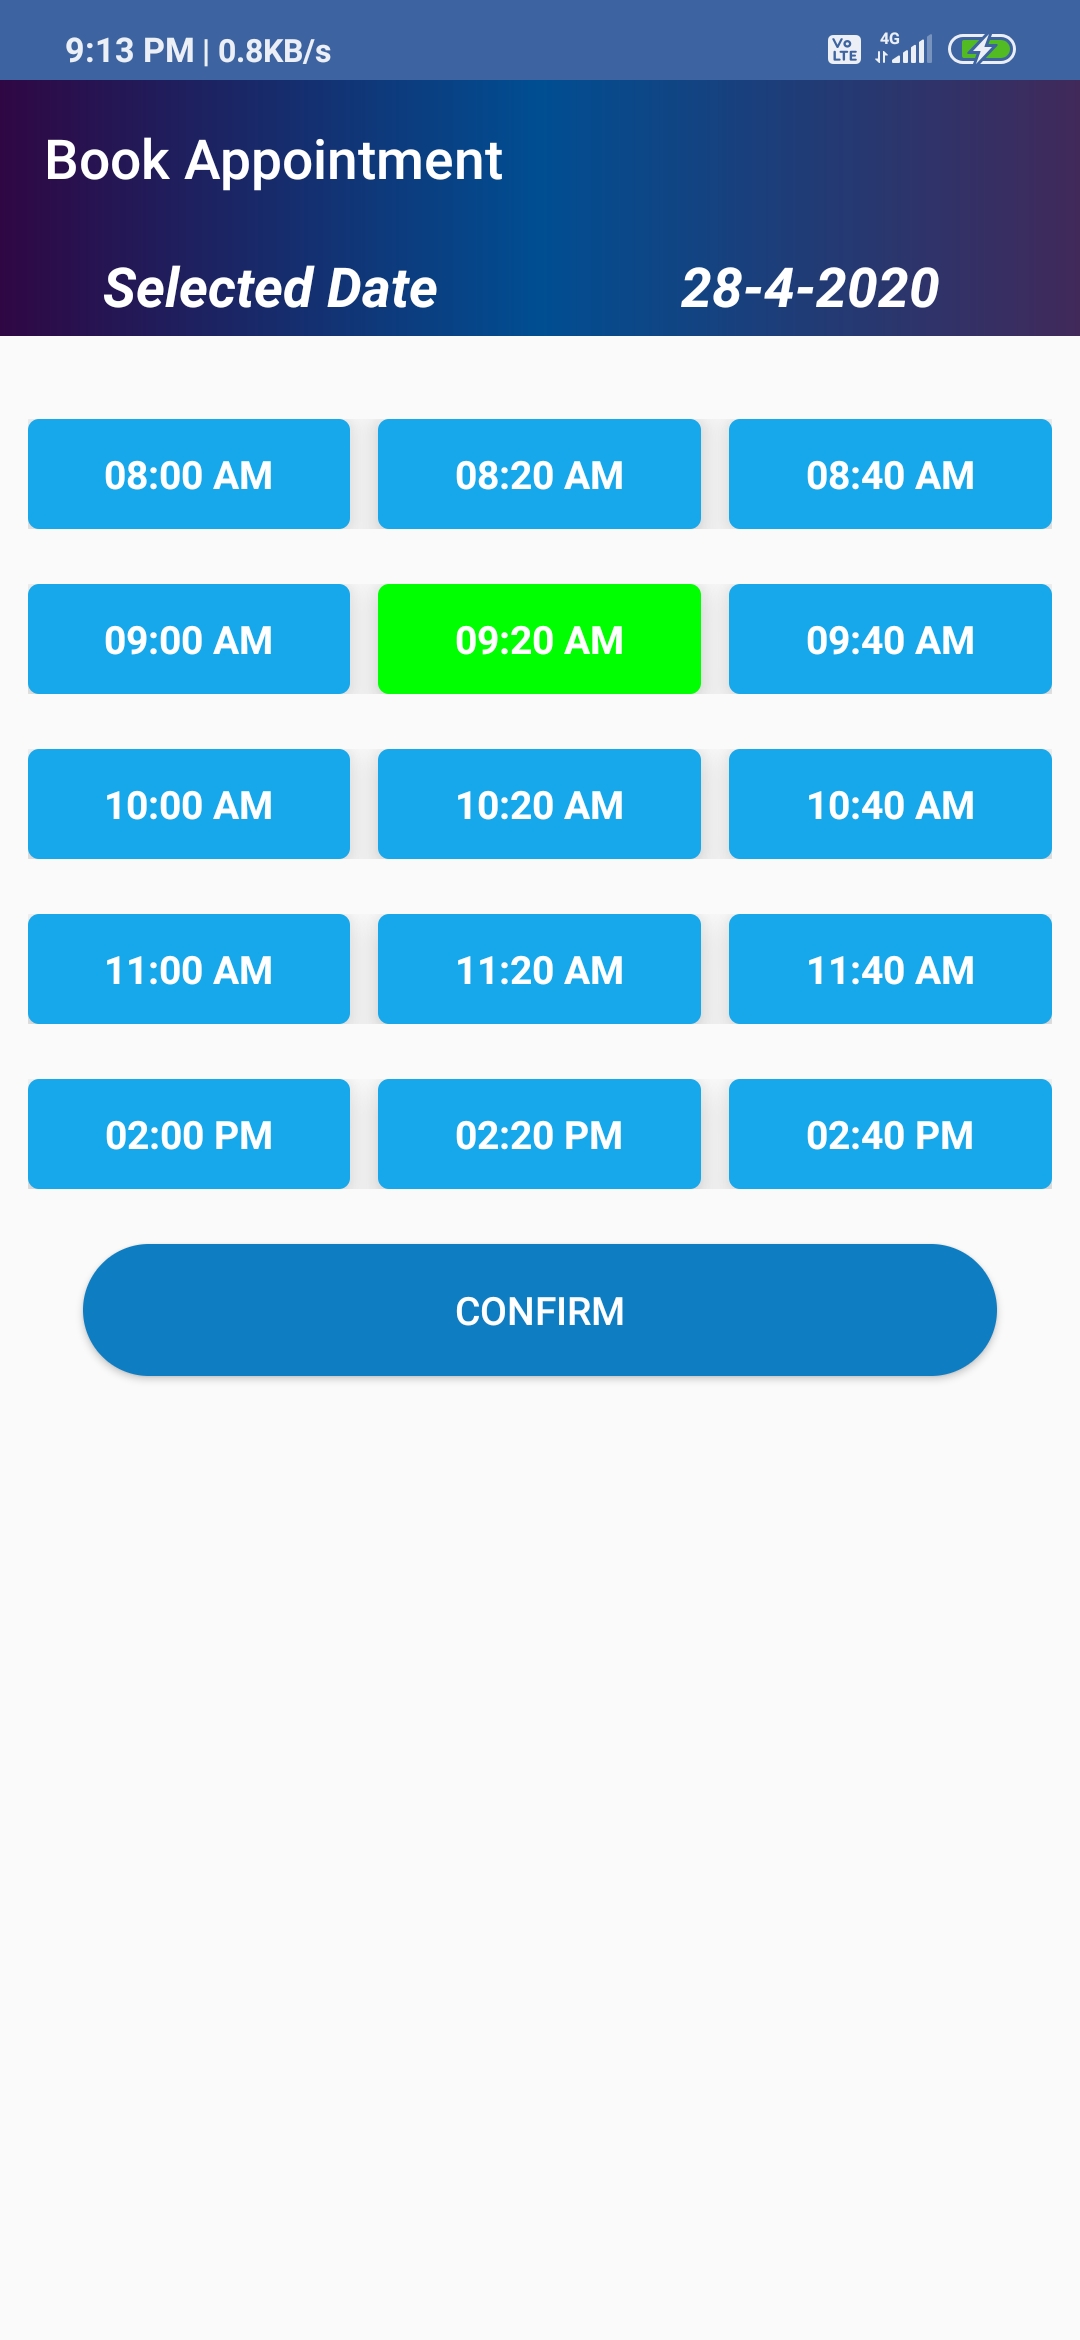 9:13 PM | 0.8KB/s Vo LTE 4G
Book Appointment
Selected Date 28-4-2020
08:00 AM 08:20 AM 08:40 AM
09:00 AM 09:20 AM 09:40 AM
10:00 AM 10:20 AM 10:40 AM
11:00 AM 11:20 AM 11:40 AM
02:00 PM 02:20 PM 02:40 PM
CONFIRM